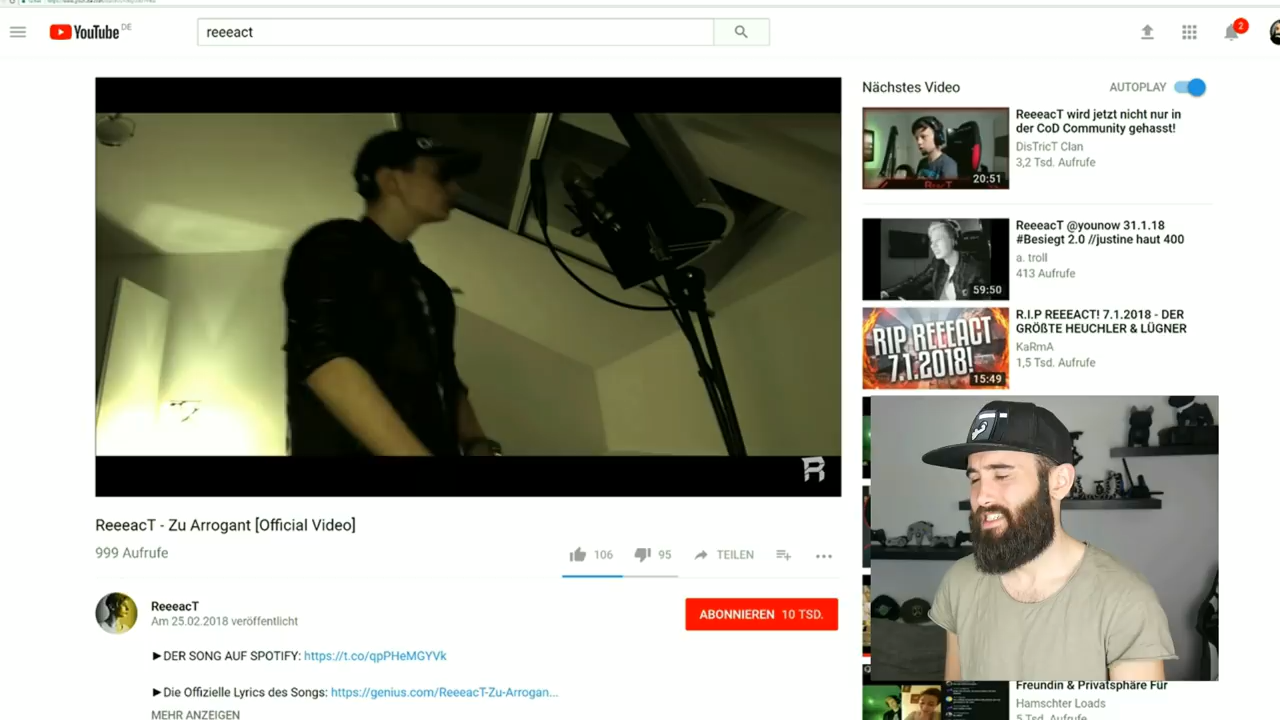 YouTube DE
reeeact
2
Nächstes Video
AUTOPLAY
ReeeacT wird jetzt nicht nur in
der CoD Community gehasst!
DisTricT Clan
3,2 Tsd. Aufrufe
20:51
ReeeacT @younow 31.1.18
#Besiegt 2.0 //justine haut 400
a. troll
413 Aufrufe
59:50
RIP REEEACT
7.1.2018!
15:49
R.I.P REEEACT! 7.1.2018 - DER
GRÖßTE HEUCHLER & LÜGNER
KaRmA
1,5 Tsd. Aufrufe
R
ReeeacT - Zu Arrogant [Official Video]
999 Aufrufe
106
95
TEILEN
ReeeacT
Am 25.02.2018 veröffentlicht
ABONNIEREN 10 TSD.
►DER SONG AUF SPOTIFY: https://t.co/qpPHeMGYVk
►Die Offizielle Lyrics des Songs: https://genius.com/ReeeacT-Zu-Arrogan...
MEHR ANZEIGEN
Freundin & Privatsphäre Für
Hamschter Loads
5 Tsd. Aufrufe